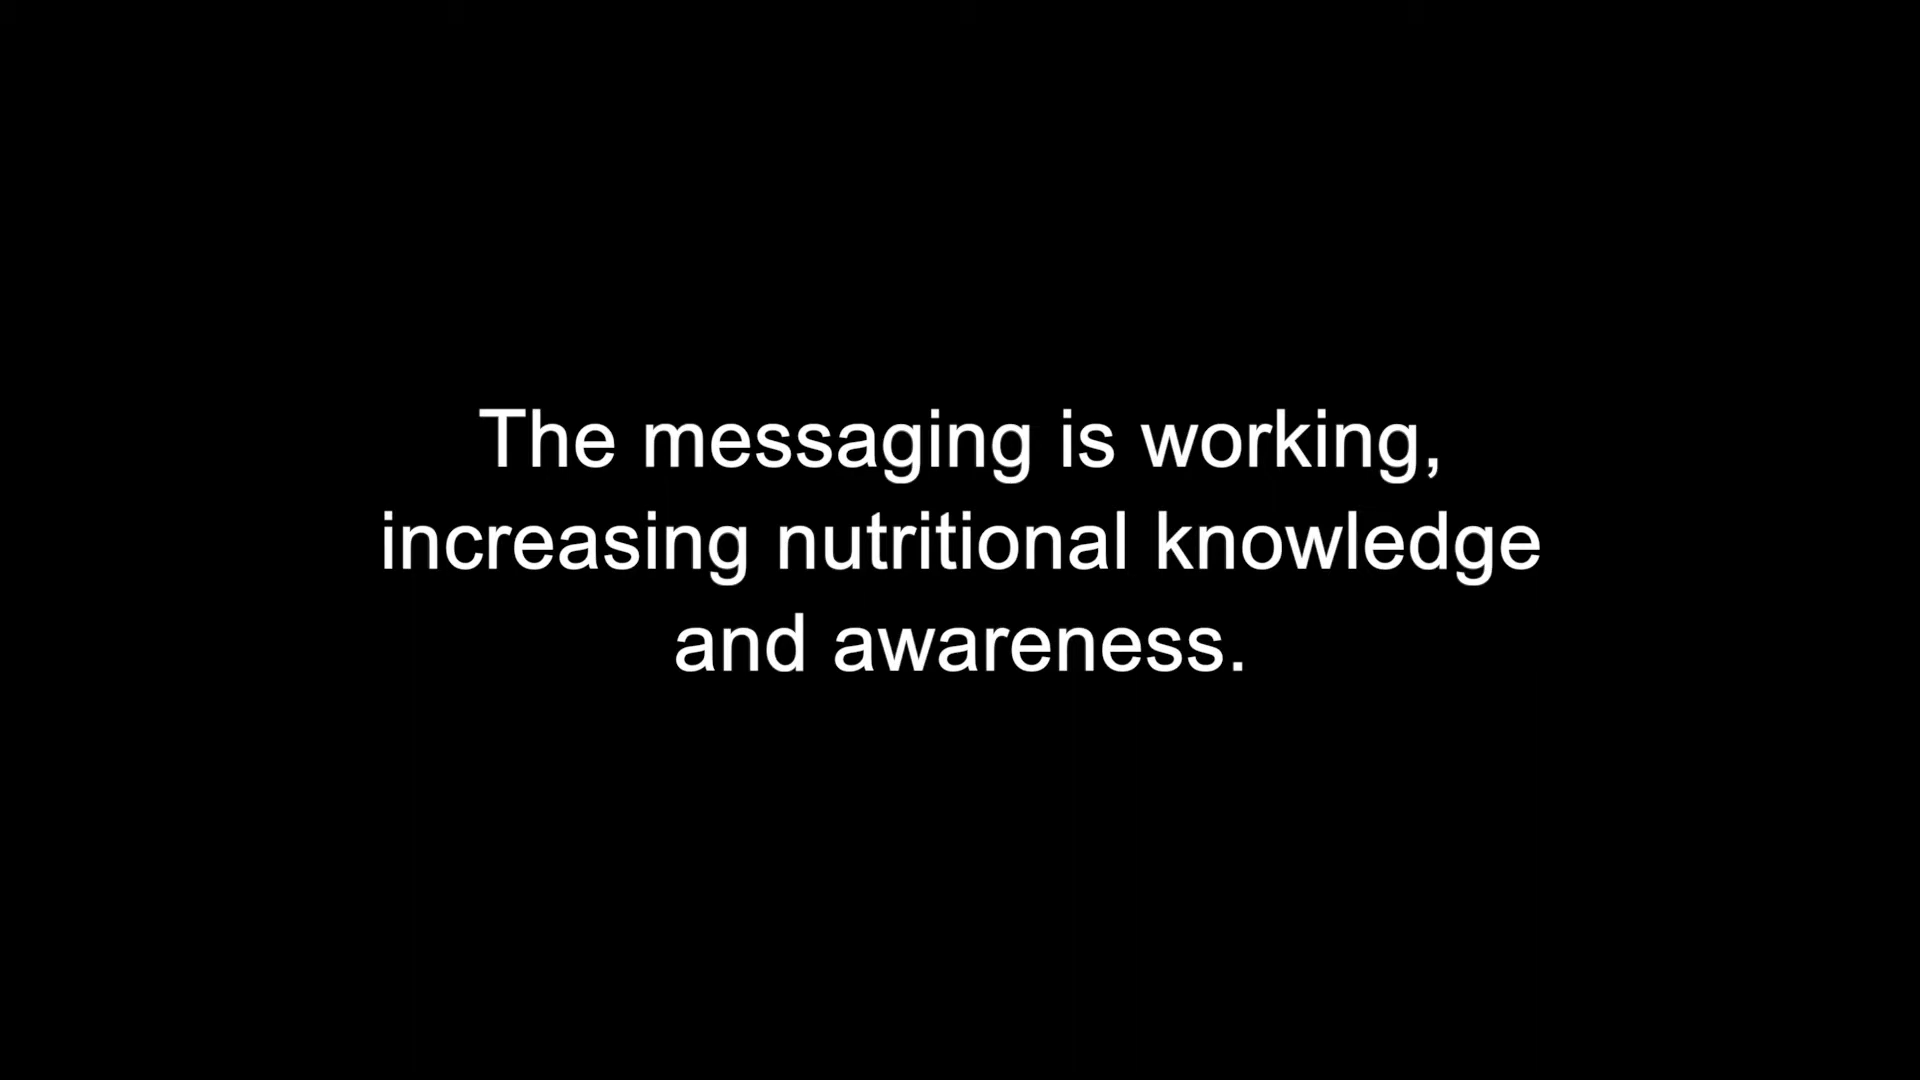 The messaging is working,
increasing nutritional knowledge
and awareness.